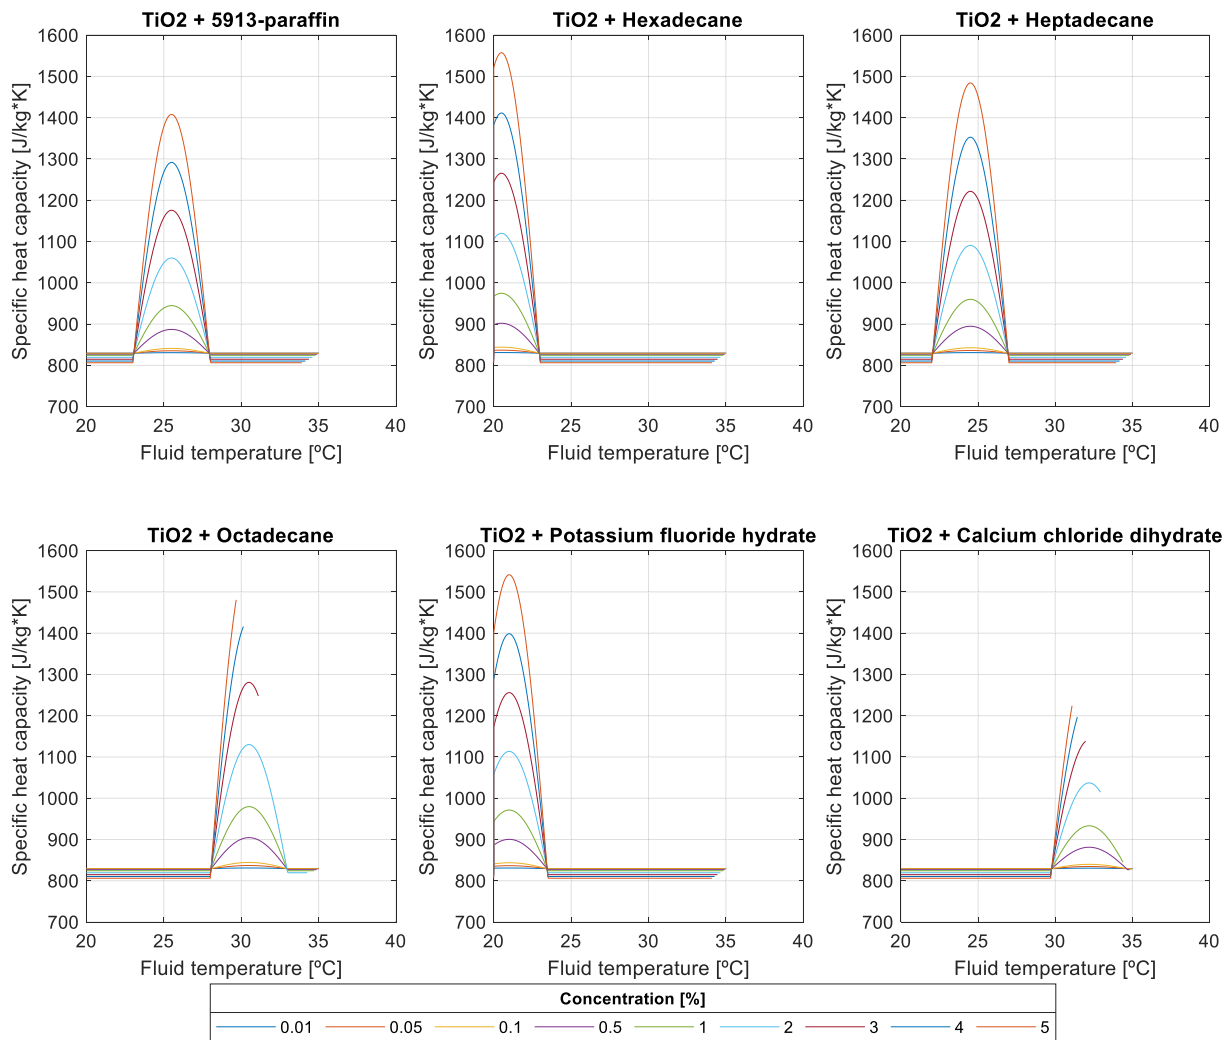 TiO2 + 5913-paraffin
TiO2 + Hexadecane
TiO2 + Heptadecane
1600
1500
1400
1300
1200
1100
1000
900
800
700
Specific heat capacity [J/kg*K]
20 25 30 35 40
Fluid temperature [ºC]
1600
1500
1400
1300
1200
1100
1000
900
800
700
Specific heat capacity [J/kg*K]
20 25 30 35 40
Fluid temperature [ºC]
1600
1500
1400
1300
1200
1100
1000
900
800
700
Specific heat capacity [J/kg*K]
20 25 30 35 40
Fluid temperature [ºC]
TiO2 + Octadecane
TiO2 + Potassium fluoride hydrate
TiO2 + Calcium chloride dihydrate
1600
1500
1400
1300
1200
1100
1000
900
800
700
Specific heat capacity [J/kg*K]
20 25 30 35 40
Fluid temperature [ºC]
1600
1500
1400
1300
1200
1100
1000
900
800
700
Specific heat capacity [J/kg*K]
20 25 30 35 40
Fluid temperature [ºC]
1600
1500
1400
1300
1200
1100
1000
900
800
700
Specific heat capacity [J/kg*K]
20 25 30 35 40
Fluid temperature [ºC]
Concentration [%]
0.01 0.05 0.1 0.5 1 2 3 4 5